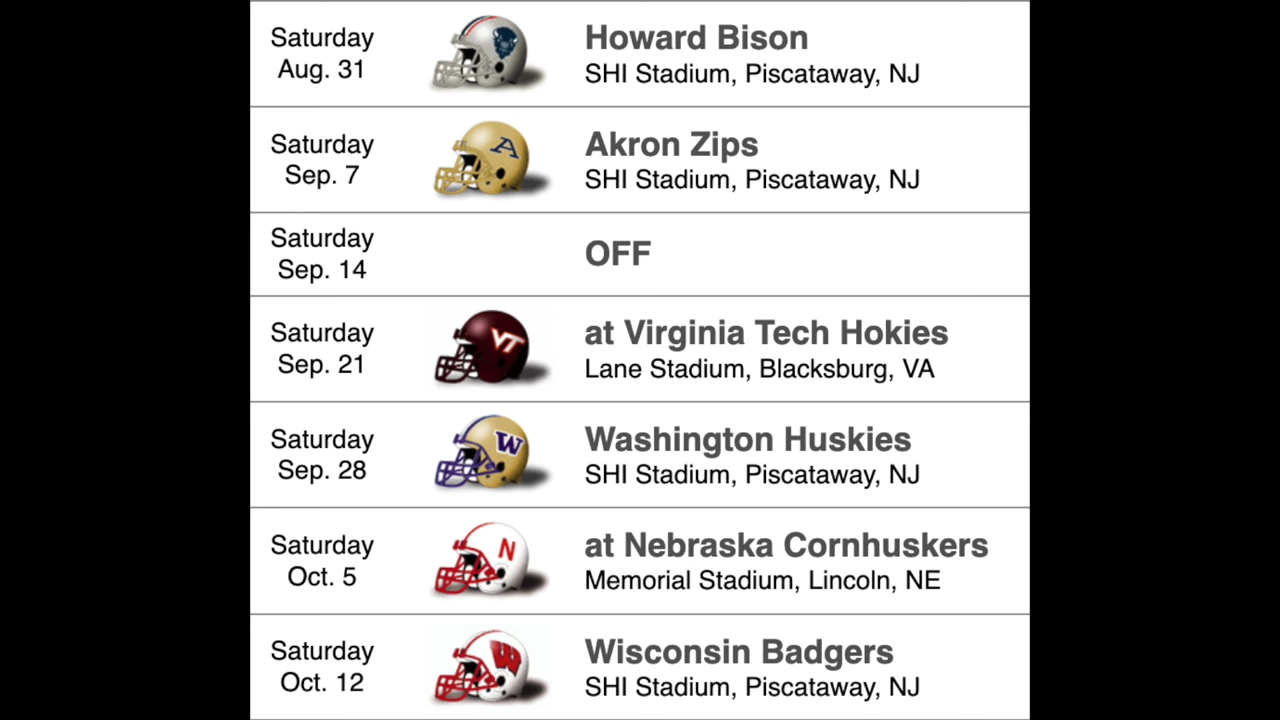 Saturday
Aug. 31
Howard Bison
SHI Stadium, Piscataway, NJ
Saturday
Sep. 7
A
Akron Zips
SHI Stadium, Piscataway, NJ
Saturday
Sep. 14
OFF
Saturday
Sep. 21
VT
at Virginia Tech Hokies
Lane Stadium, Blacksburg, VA
Saturday
Sep. 28
W
Washington Huskies
SHI Stadium, Piscataway, NJ
Saturday
Oct. 5
N
at Nebraska Cornhuskers
Memorial Stadium, Lincoln, NE
Saturday
Oct. 12
W
Wisconsin Badgers
SHI Stadium, Piscataway, NJ